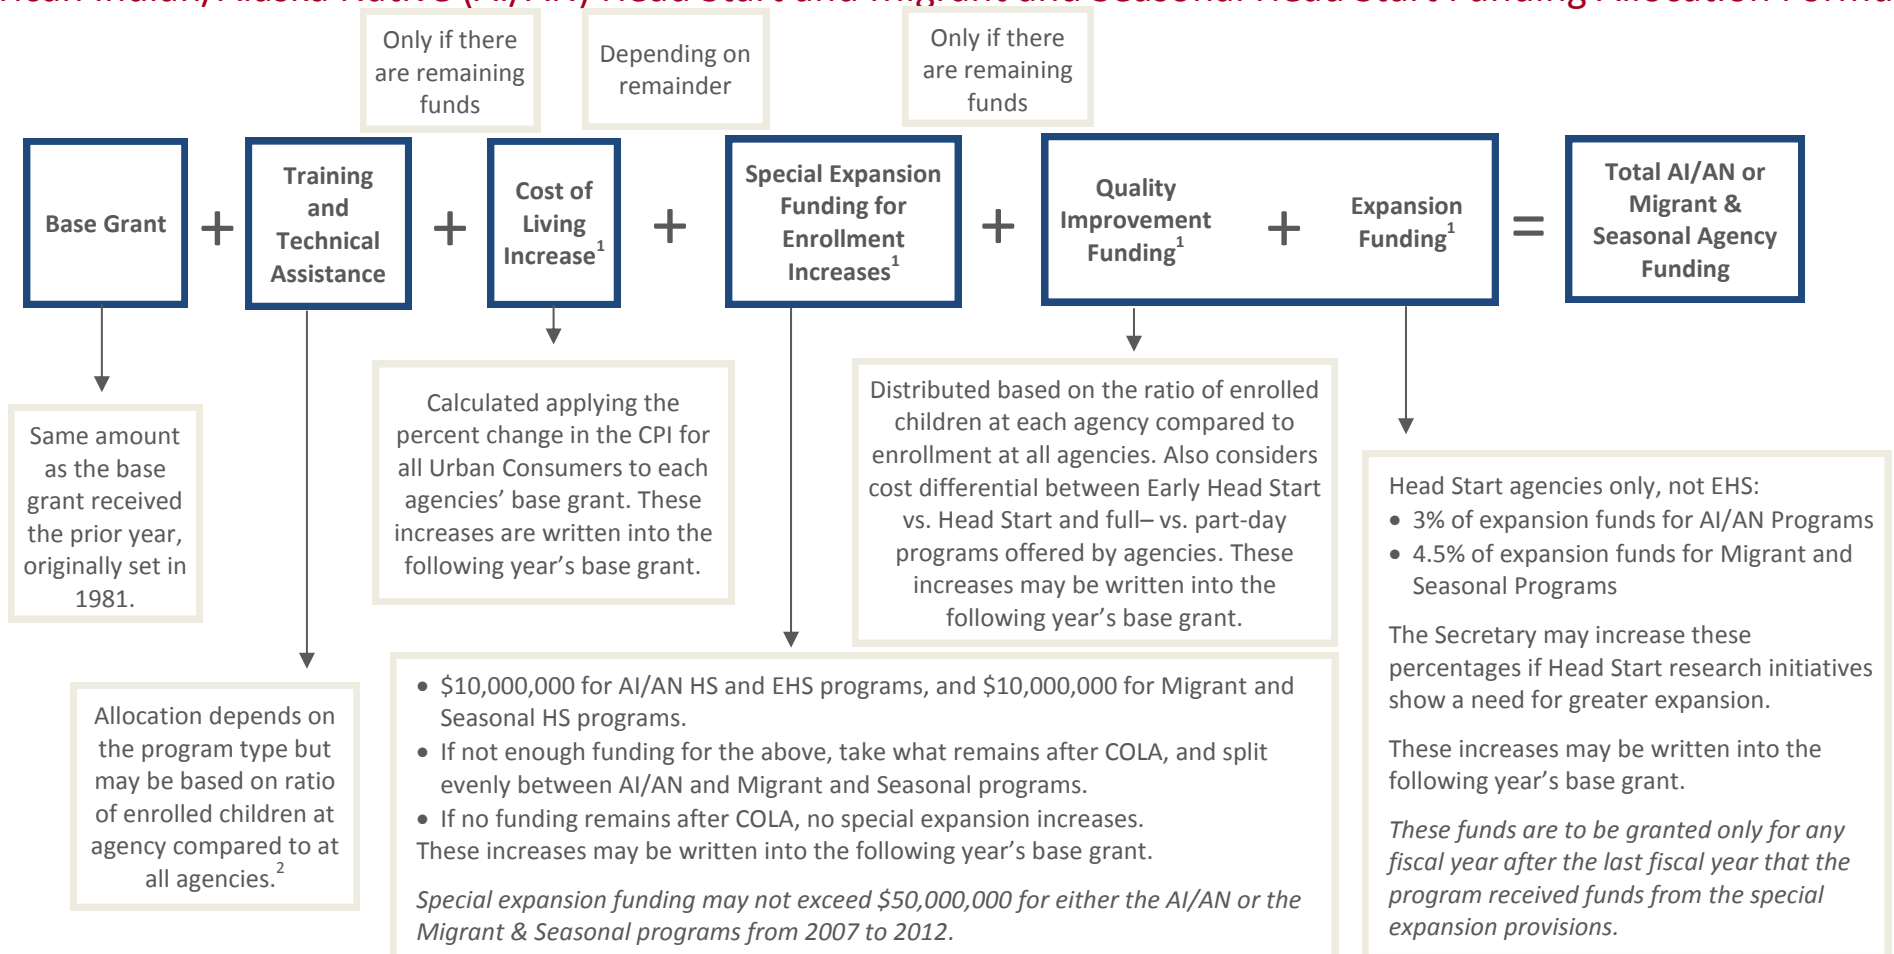 Indian/Alaska Native (AI/AN) Head Start and Migrant and Seasonal Head Start Funding Allocation
Only if there
are remaining
funds
Depending on
remainder
Only if there
are remaining
funds
Base Grant
+
Training
and
Technical
Assistance
+
Cost of
Living
Increase¹
+
Special Expansion
Funding for
Enrollment
Increases¹
+
Quality
Improvement
Funding¹
+
Expansion
Funding¹
=
Total AI/AN or
Migrant &
Seasonal Agency
Funding
Same amount
as the base
grant received
the prior year,
originally set in
1981.
Allocation depends on
the program type but
may be based on ratio
of enrolled children at
agency compared to at
all agencies.²
Calculated applying the
percent change in the CPI for
all Urban Consumers to each
agencies’ base grant. These
increases are written into the
following year’s base grant.
• $10,000,000 for AI/AN HS and EHS programs, and $10,000,000 for Migrant and
Seasonal HS programs.
• If not enough funding for the above, take what remains after COLA, and split
evenly between AI/AN and Migrant and Seasonal programs.
• If no funding remains after COLA, no special expansion increases.
These increases may be written into the following year’s base grant.
Special expansion funding may not exceed $50,000,000 for either the AI/AN or the
Migrant & Seasonal programs from 2007 to 2012.
Distributed based on the ratio of enrolled
children at each agency compared to
enrollment at all agencies. Also considers
cost differential between Early Head Start
vs. Head Start and full– vs. part-day
programs offered by agencies. These
increases may be written into the
following year’s base grant.
Head Start agencies only, not EHS:
• 3% of expansion funds for AI/AN Programs
• 4.5% of expansion funds for Migrant and
Seasonal Programs
The Secretary may increase these
percentages if Head Start research initiatives
show a need for greater expansion.
These increases may be written into the
following year’s base grant.
These funds are to be granted only for any
fiscal year after the last fiscal year that the
program received funds from the special
expansion provisions.